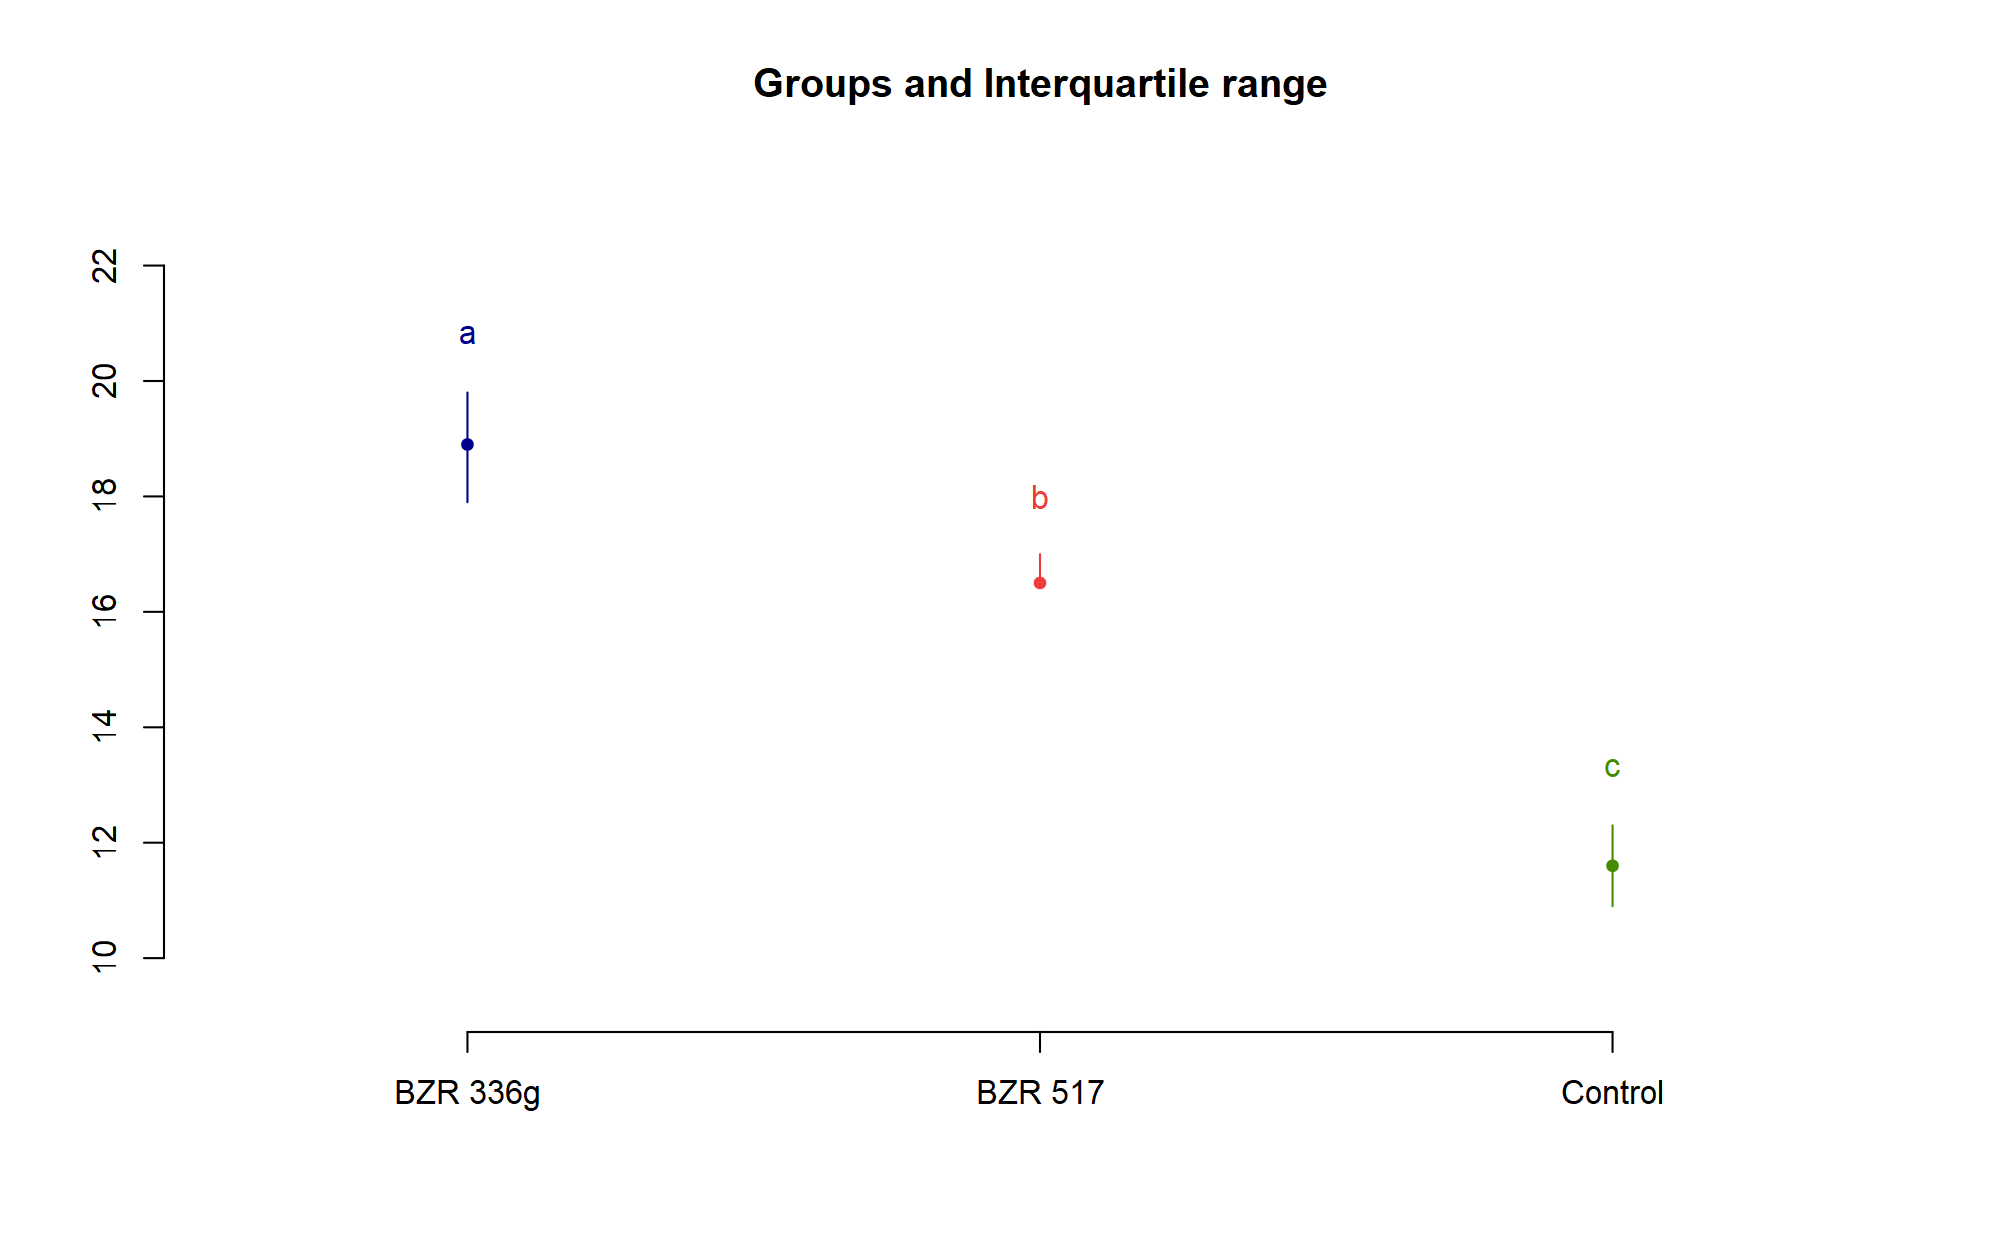 Groups and Interquartile range
22
20
18
16
14
12
10
a
b
c
BZR 336g
BZR 517
Control